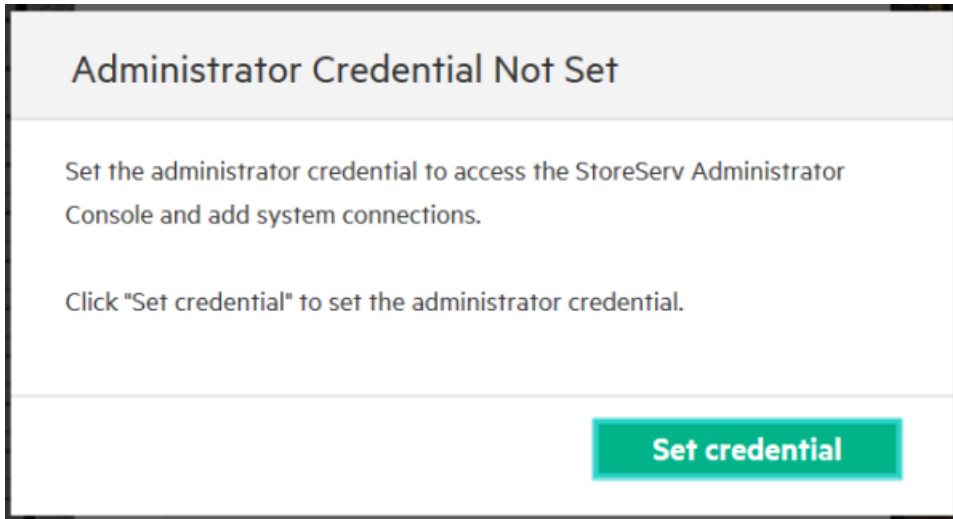 Administrator Credential Not Set
Set the administrator credential to access the StoreServ Administrator
Console and add system connections.
Click "Set credential" to set the administrator credential.
Set credential